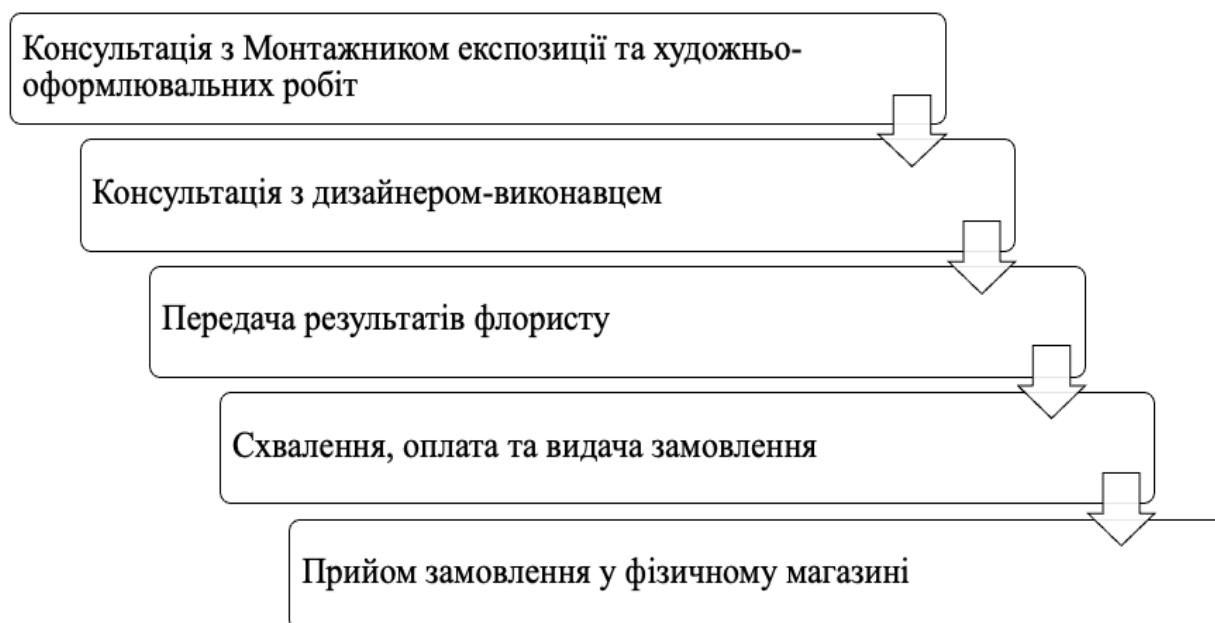 Консультація з Монтажником експозиції та художньо-
оформлювальних робіт
Консультація з дизайнером-виконавцем
Передача результатів флористу
Схвалення, оплата та видача замовлення
Прийом замовлення у фізичному магазині